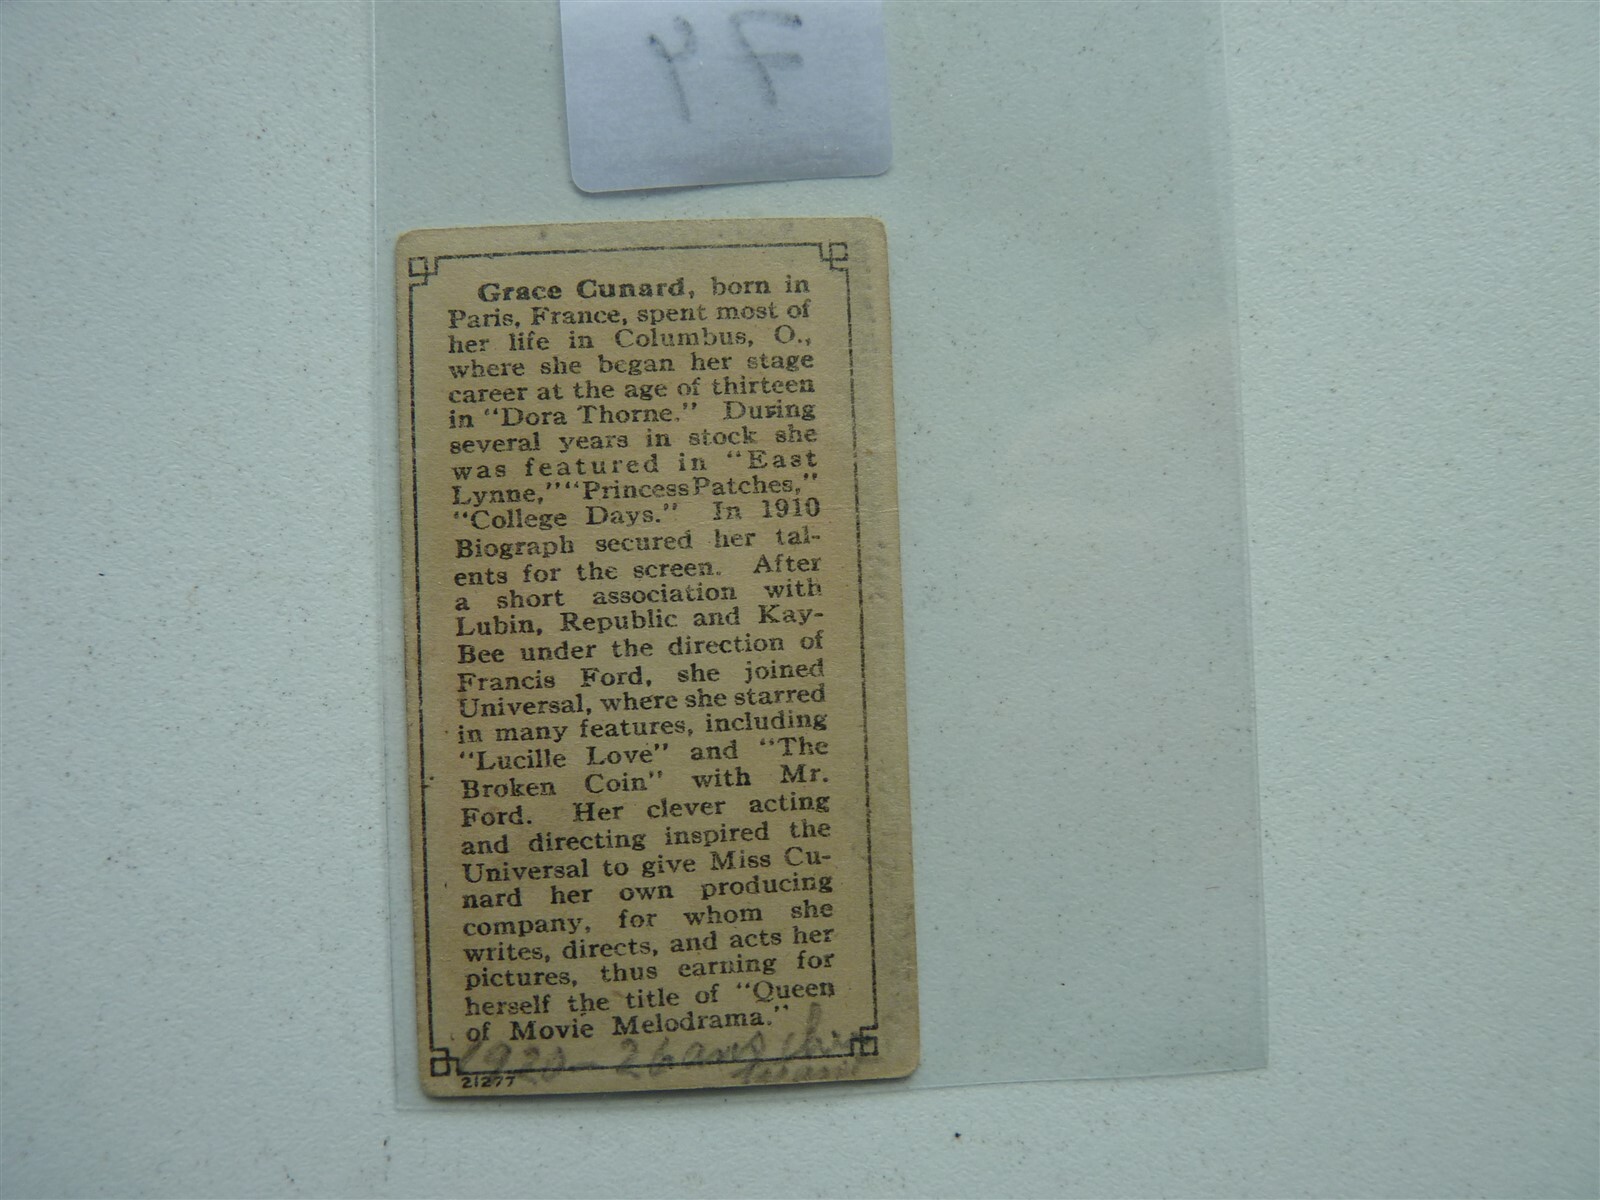 74
Grace Cunard, born in
Paris, France, spent most of
her life in Columbus, O.,
where she began her stage
career at the age of thirteen
in “Dora Thorne.” During
several years in stock she
was featured in “East
Lynne,” “Princess Patches,”
“College Days.” In 1910
Biograph secured her tal-
ents for the screen. After
a short association with
Lubin, Republic and Kay-
Bee under the direction of
Francis Ford, she joined
Universal, where she starred
in many features, including
“Lucille Love” and “The
Broken Coin” with Mr.
Ford. Her clever acting
and directing inspired the
Universal to give Miss Cu-
nard her own producing
company, for whom she
writes, directs, and acts her
pictures, thus earning for
herself the title of “Queen
of Movie Melodrama.”
1920 - 26 ans
21277